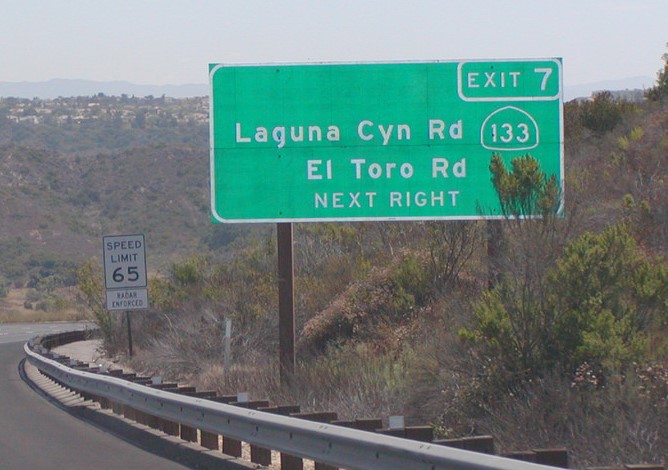 EXIT 7
Laguna Cyn Rd 133
El Toro Rd
NEXT RIGHT
SPEED
LIMIT
65
RADAR
ENFORCED